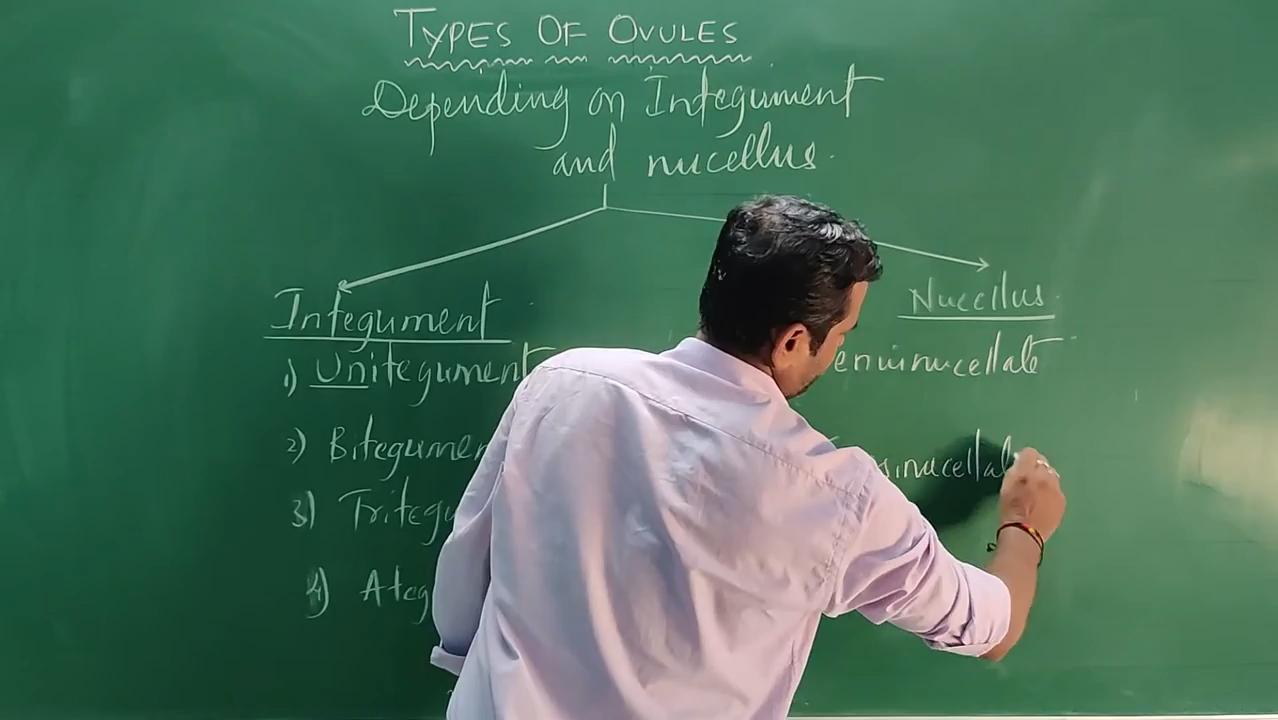 TYPES OF OVULES
Depending on Integument
and nucellus.
Integument
Nucellus.
1) Unitegument
enuinucellate
2) Bitegumen
sinucellat
3) Tritegu
4) Ateg